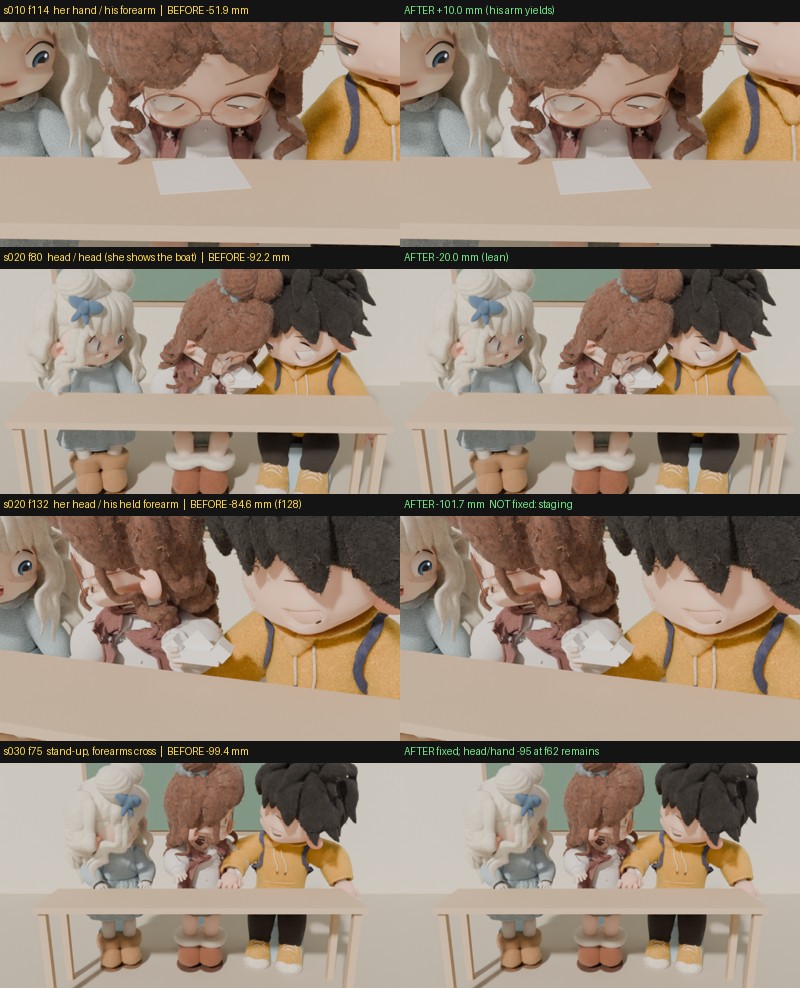 s010 f114 her hand / his forearm | BEFORE -51.9 mm
AFTER +10.0 mm (his arm yields)
s020 f80 head / head (she shows the boat) | BEFORE -92.2 mm
AFTER -20.0 mm (lean)
s020 f132 her head / his held forearm | BEFORE -84.6 mm (f128)
AFTER -101.7 mm NOT fixed: staging
s030 f75 stand-up, forearms cross | BEFORE -99.4 mm
AFTER fixed; head/hand -95 at f62 remains